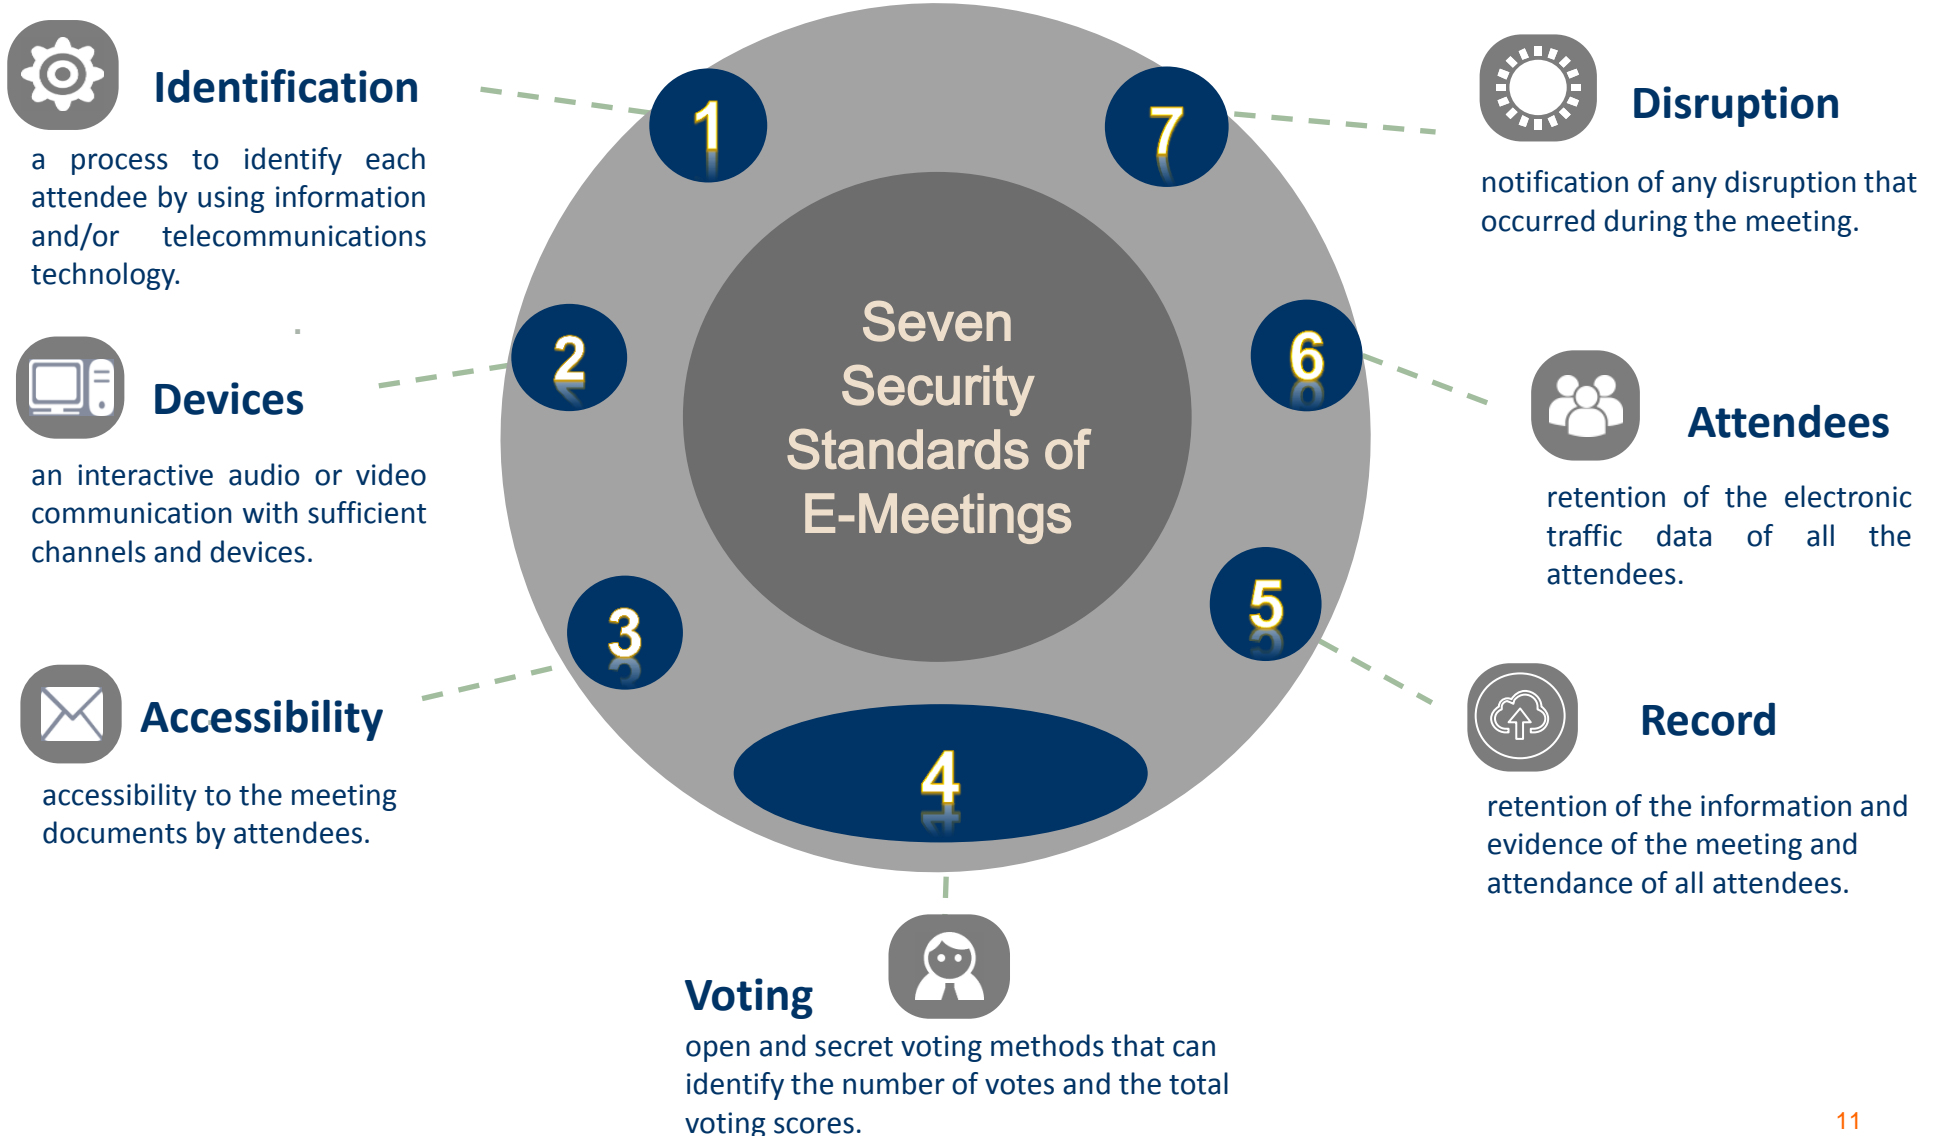 Identification
a process to identify each
attendee by using information
and/or telecommunications
technology.
Devices
an interactive audio or video
communication with sufficient
channels and devices.
Accessibility
accessibility to the meeting
documents by attendees.
1
2
3
4
5
6
7
Seven
Security
Standards of
E-Meetings
Voting
open and secret voting methods that can
identify the number of votes and the total
voting scores.
Disruption
notification of any disruption that
occurred during the meeting.
Attendees
retention of the electronic
traffic data of all the
attendees.
Record
retention of the information and
evidence of the meeting and
attendance of all attendees.
11